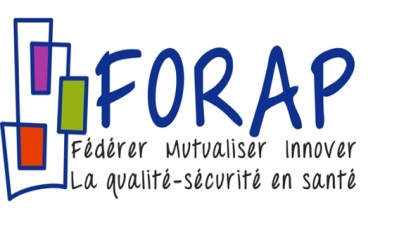 FORAP
Fédérer Mutualiser Innover
La qualité-sécurité en santé